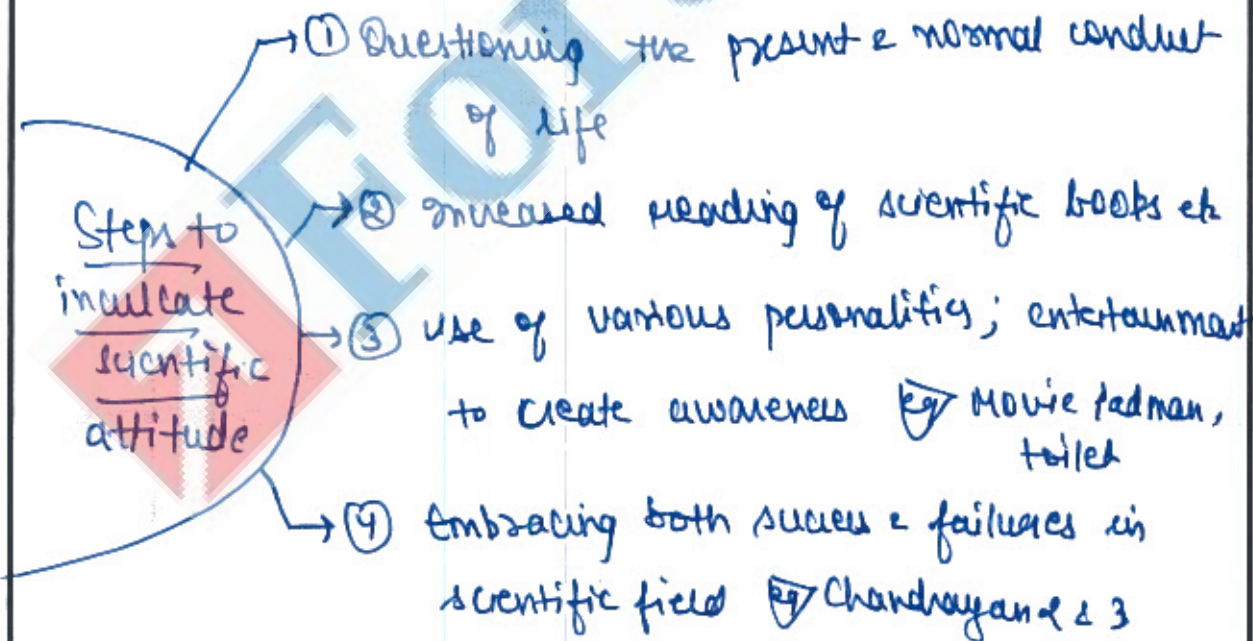 ① Questioning the present & normal conduct
of life
Steps to
inculcate
scientific
attitude
② Increased reading of scientific books etc
③ Use of various personalities; entertainment
to create awareness eg Movie Padman,
toilet
④ Embracing both success & failures in
scientific field eg Chandrayan 2 & 3